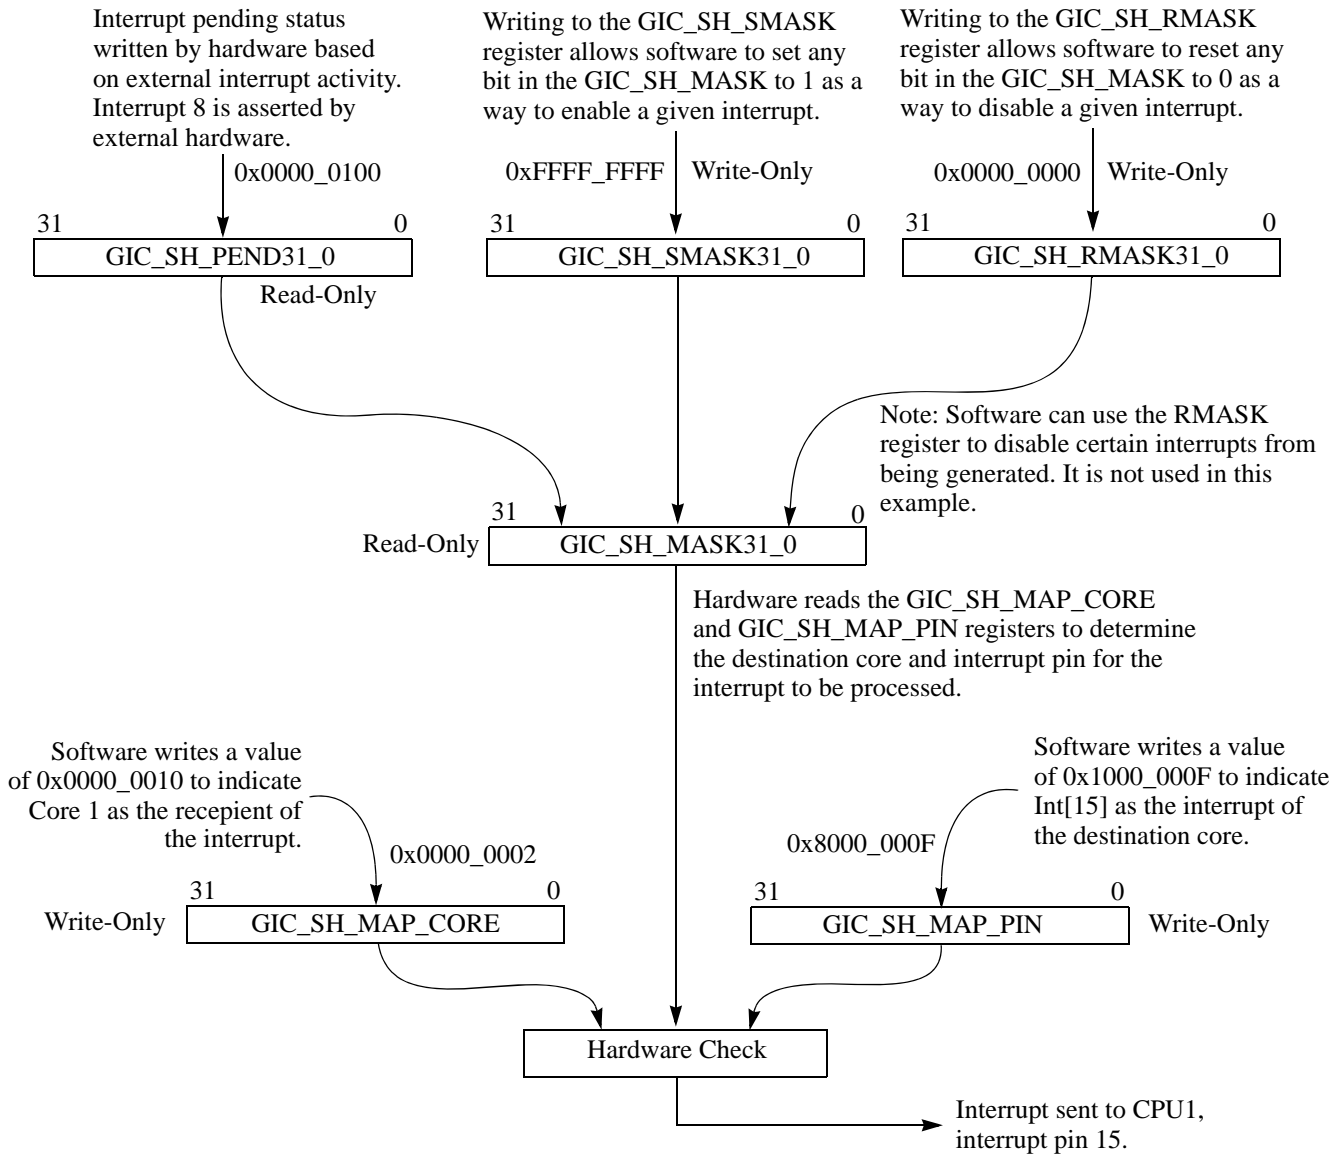 Interrupt pending status
written by hardware based
on external interrupt activity.
Interrupt 8 is asserted by
external hardware.
Writing to the GIC_SH_SMASK
register allows software to set any
bit in the GIC_SH_MASK to 1 as a
way to enable a given interrupt.
Writing to the GIC_SH_RMASK
register allows software to reset any
bit in the GIC_SH_MASK to 0 as a
way to disable a given interrupt.
0x0000_0100
0xFFFF_FFFF
Write-Only
0x0000_0000
Write-Only
31 0
GIC_SH_PEND31_0
Read-Only
31 0
GIC_SH_SMASK31_0
31 0
GIC_SH_RMASK31_0
Note: Software can use the RMASK
register to disable certain interrupts from
being generated. It is not used in this
example.
31 0
Read-Only
GIC_SH_MASK31_0
Hardware reads the GIC_SH_MAP_CORE
and GIC_SH_MAP_PIN registers to determine
the destination core and interrupt pin for the
interrupt to be processed.
Software writes a value
of 0x0000_0010 to indicate
Core 1 as the recepient of
the interrupt.
0x0000_0002
Software writes a value
of 0x1000_000F to indicate
Int[15] as the interrupt of
the destination core.
0x8000_000F
31 0
Write-Only
GIC_SH_MAP_CORE
31 0
GIC_SH_MAP_PIN
Write-Only
Hardware Check
Interrupt sent to CPU1,
interrupt pin 15.